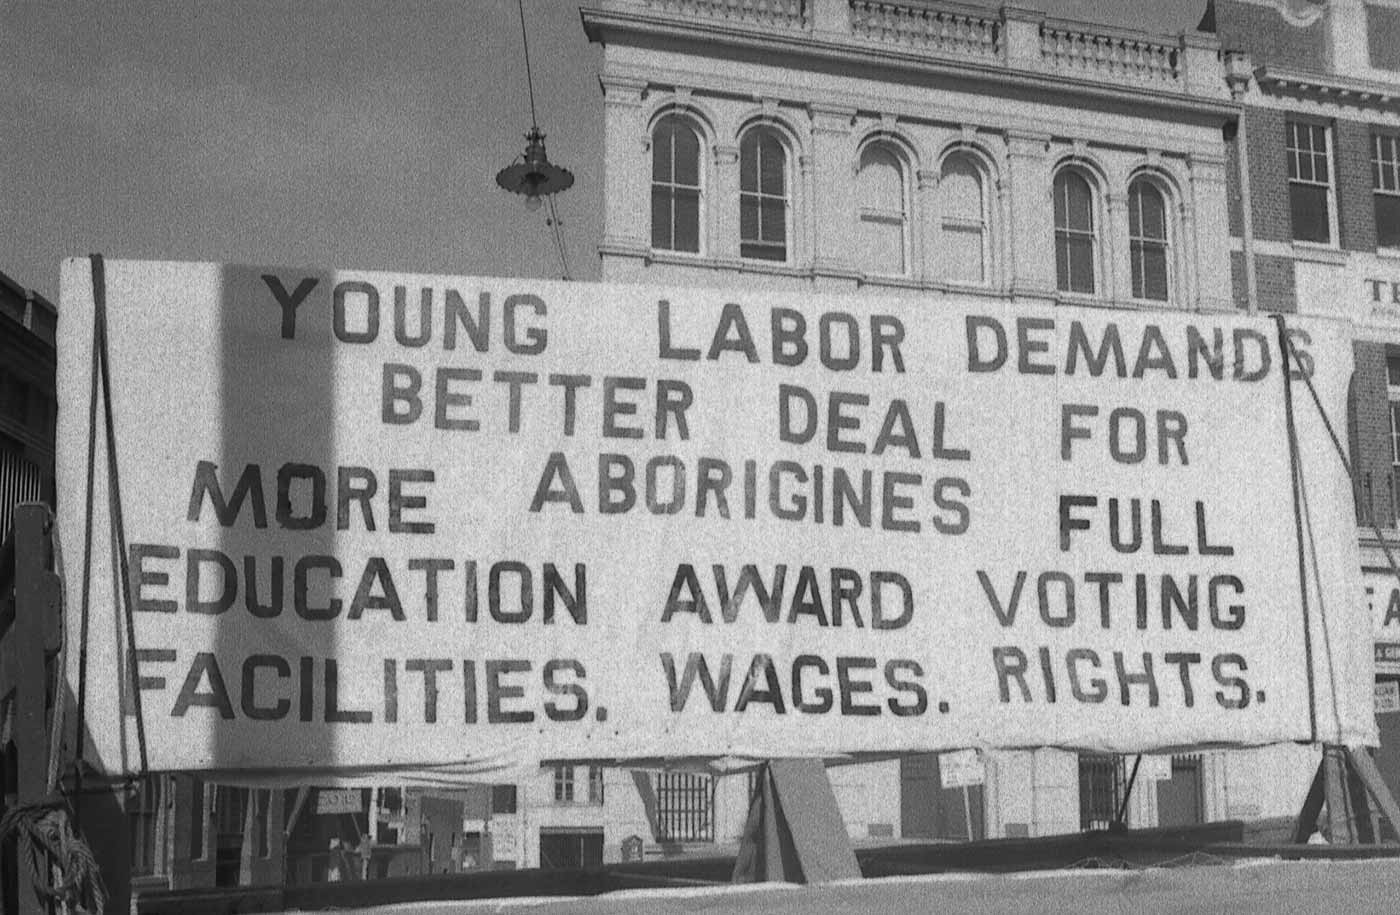 YOUNG LABOR DEMANDS
BETTER DEAL FOR
ABORIGINES
MORE EDUCATION FACILITIES.
AWARD WAGES.
FULL VOTING RIGHTS.